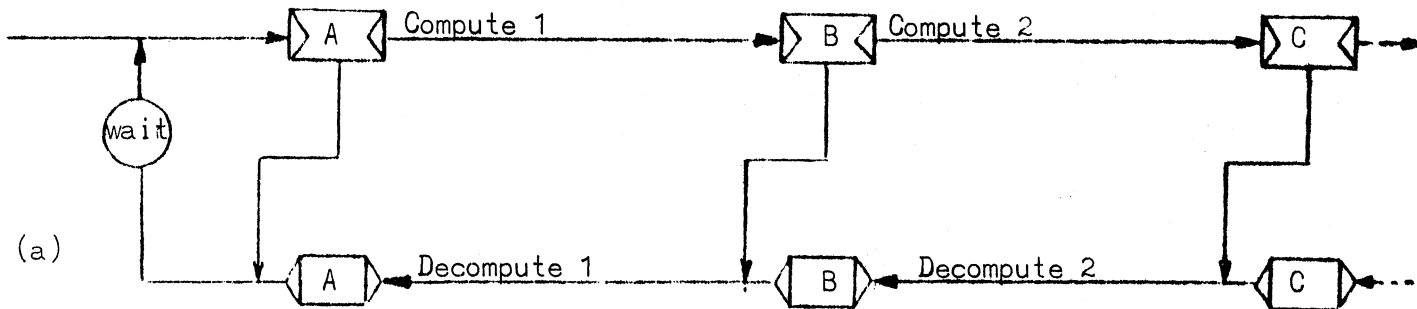 A Compute 1 B Compute 2 C
wait
(a)
A Decompute 1 B Decompute 2 C